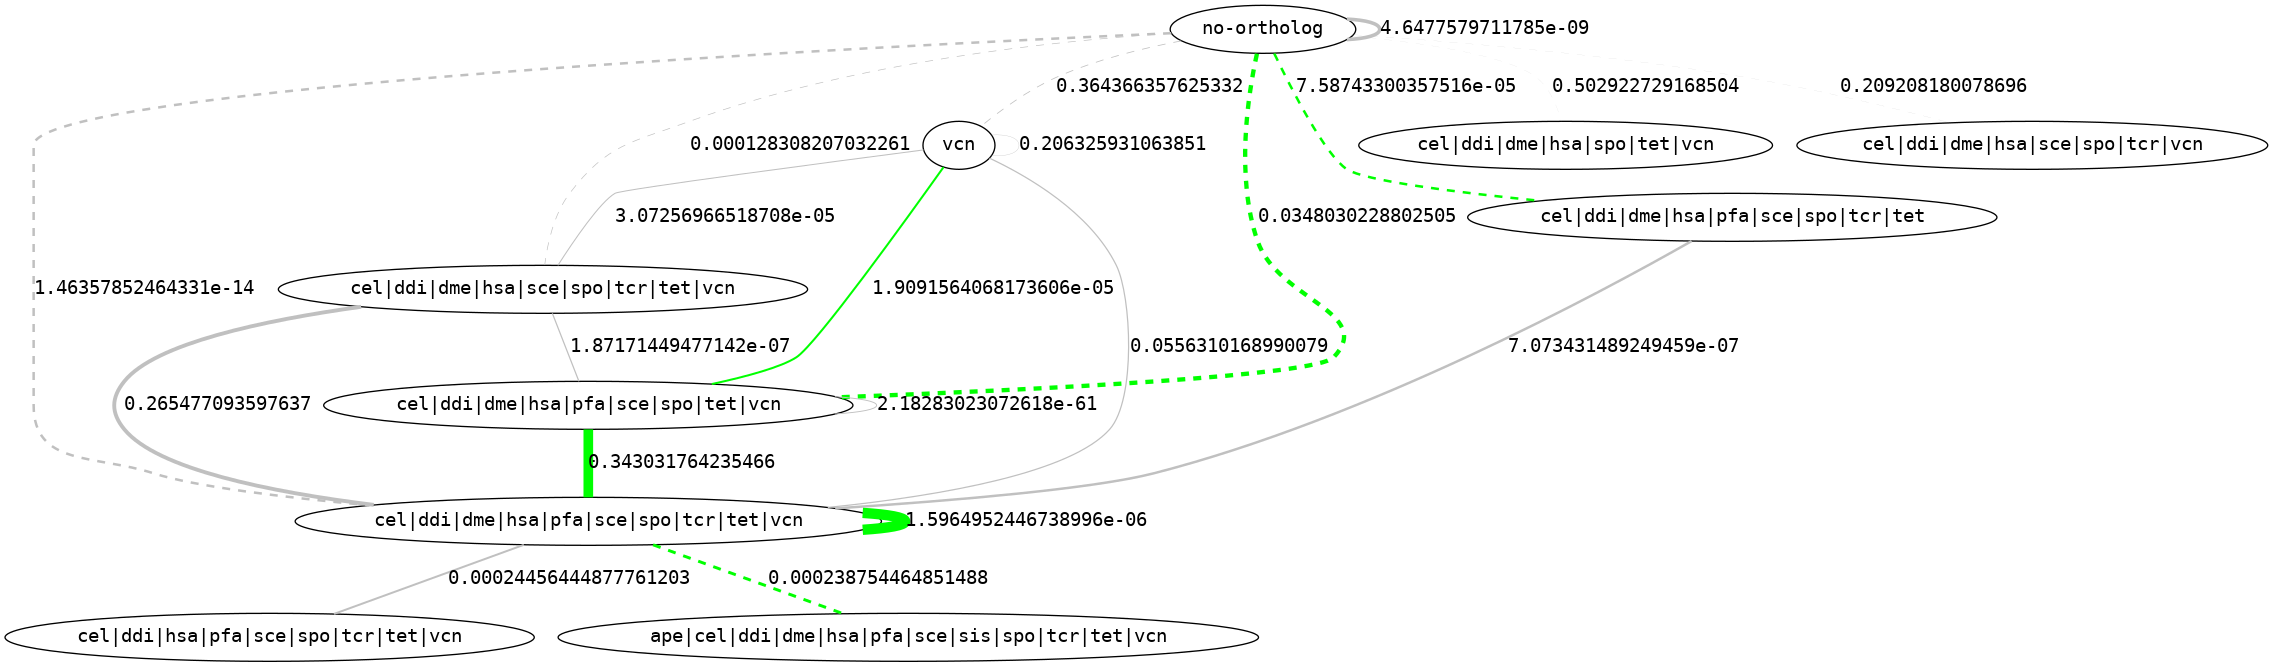 no-ortholog
4.6477579711785e-09
0.364366357625332
7.58743300357516e-05
0.502922729168504
0.209208180078696
0.000128308207032261
vcn
0.206325931063851
cel|ddi|dme|hsa|spo|tet|vcn
cel|ddi|dme|hsa|sce|spo|tcr|vcn
3.07256966518708e-05
0.0348030228802505
cel|ddi|dme|hsa|pfa|sce|spo|tcr|tet
1.46357852464331e-14
cel|ddi|dme|hsa|sce|spo|tcr|tet|vcn
1.9091564068173606e-05
1.87171449477142e-07
0.0556310168990079
7.073431489249459e-07
0.265477093597637
cel|ddi|dme|hsa|pfa|sce|spo|tet|vcn
2.18283023072618e-61
0.343031764235466
cel|ddi|dme|hsa|pfa|sce|spo|tcr|tet|vcn
1.5964952446738996e-06
0.00024456444877761203
0.000238754464851488
cel|ddi|hsa|pfa|sce|spo|tcr|tet|vcn
ape|cel|ddi|dme|hsa|pfa|sce|sis|spo|tcr|tet|vcn